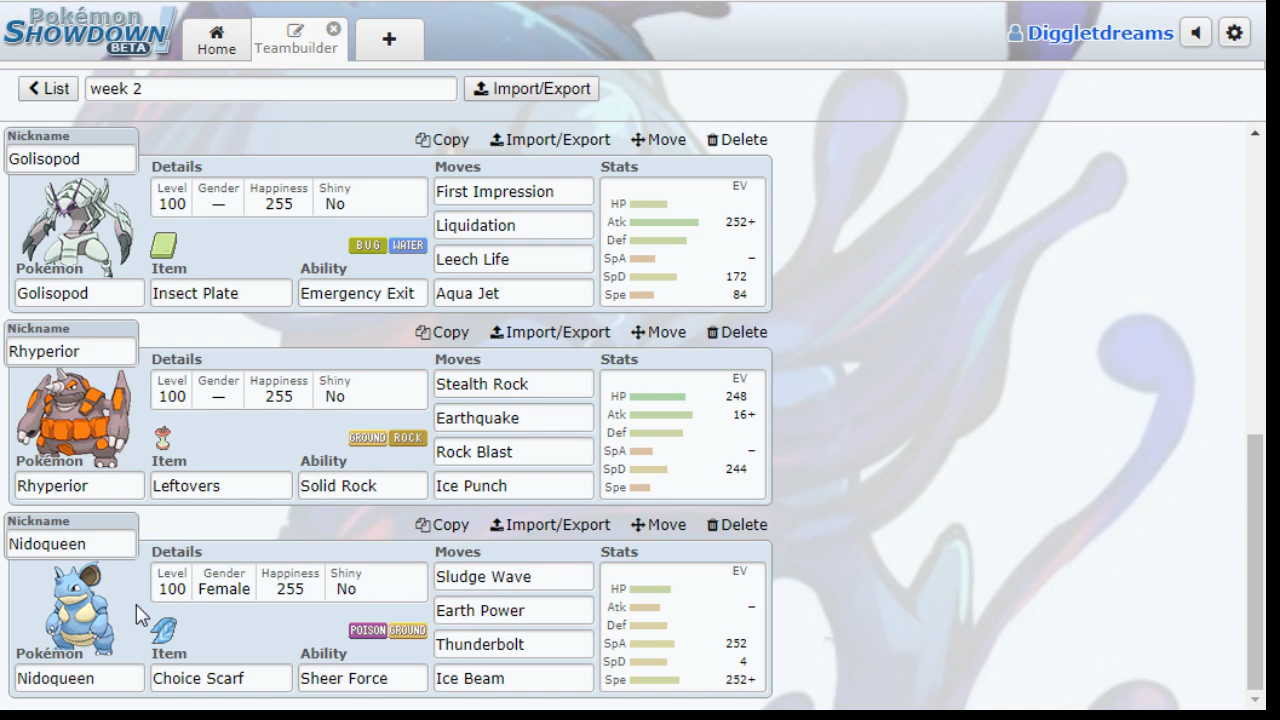 Pokémon
SHOWDOWN!
BETA
Home
Teambuilder
+
Diggletdreams
List
week 2
Import/Export
Nickname
Golisopod
Copy Import/Export Move Delete
Details Moves Stats
Level Gender Happiness Shiny
100 — 255 No
BUG WATER
Pokémon Item Ability
Golisopod Insect Plate Emergency Exit
First Impression
Liquidation
Leech Life
Aqua Jet
EV
HP
Atk 252+
Def
SpA –
SpD 172
Spe 84
Nickname
Rhyperior
Copy Import/Export Move Delete
Details Moves Stats
Level Gender Happiness Shiny
100 — 255 No
GROUND ROCK
Pokémon Item Ability
Rhyperior Leftovers Solid Rock
Stealth Rock
Earthquake
Rock Blast
Ice Punch
EV
HP 248
Atk 16+
Def
SpA –
SpD 244
Spe
Nickname
Nidoqueen
Copy Import/Export Move Delete
Details Moves Stats
Level Gender Happiness Shiny
100 Female 255 No
POISON GROUND
Pokémon Item Ability
Nidoqueen Choice Scarf Sheer Force
Sludge Wave
Earth Power
Thunderbolt
Ice Beam
EV
HP
Atk –
Def
SpA 252
SpD 4
Spe 252+